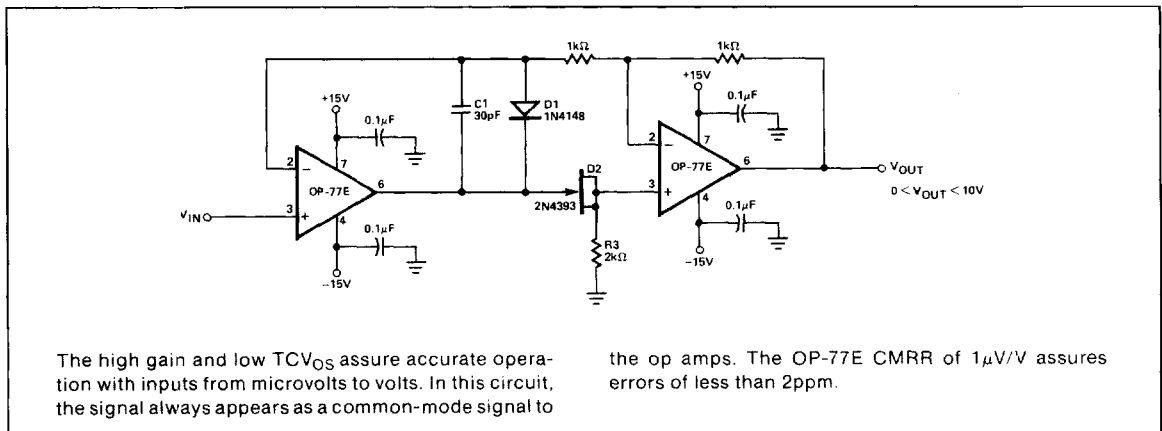 1kΩ
1kΩ
+15V
0.1μF
C1
30pF
D1
1N4148
+15V
0.1μF
2
−
7
OP-77E
6
VIN
3
+
4
0.1μF
−15V
D2
2N4393
R3
2kΩ
2
−
7
OP-77E
6
3
+
4
0.1μF
−15V
VOUT
0 < VOUT < 10V
The high gain and low TCVOS assure accurate opera-
tion with inputs from microvolts to volts. In this circuit,
the signal always appears as a common-mode signal to
the op amps. The OP-77E CMRR of 1μV/V assures
errors of less than 2ppm.